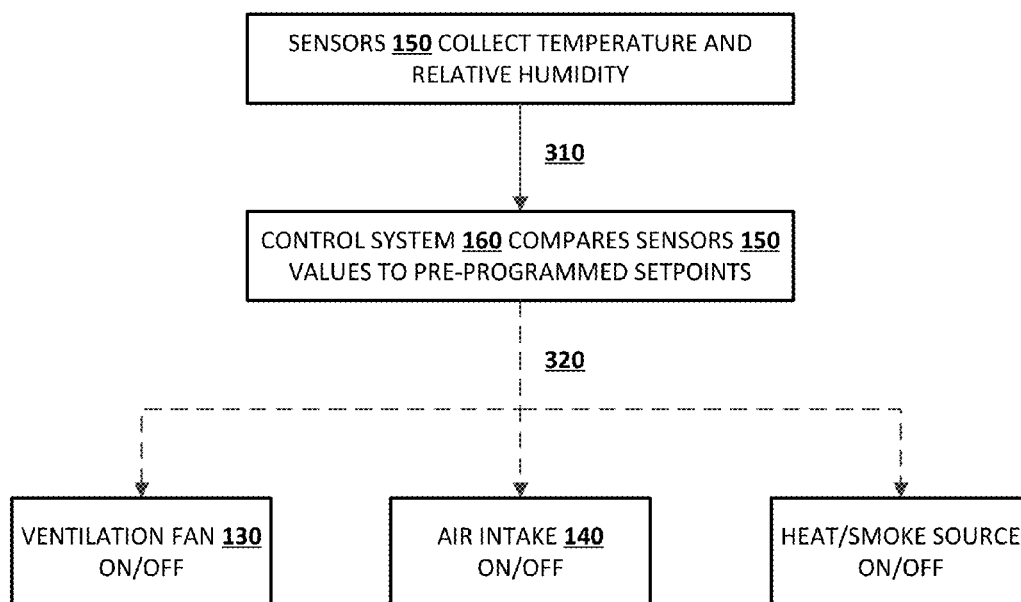 SENSORS 150 COLLECT TEMPERATURE AND
RELATIVE HUMIDITY
310
CONTROL SYSTEM 160 COMPARES SENSORS 150
VALUES TO PRE-PROGRAMMED SETPOINTS
320
VENTILATION FAN 130
ON/OFF
AIR INTAKE 140
ON/OFF
HEAT/SMOKE SOURCE
ON/OFF